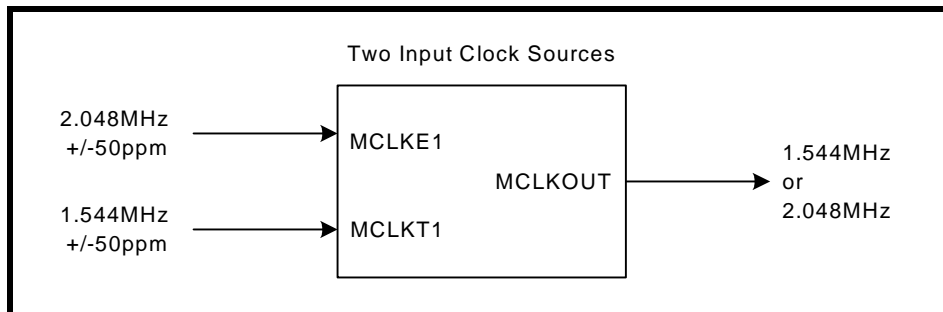 Two Input Clock Sources
2.048MHz
+/-50ppm
MCLKE1
MCLKOUT
1.544MHz
or
2.048MHz
1.544MHz
+/-50ppm
MCLKT1